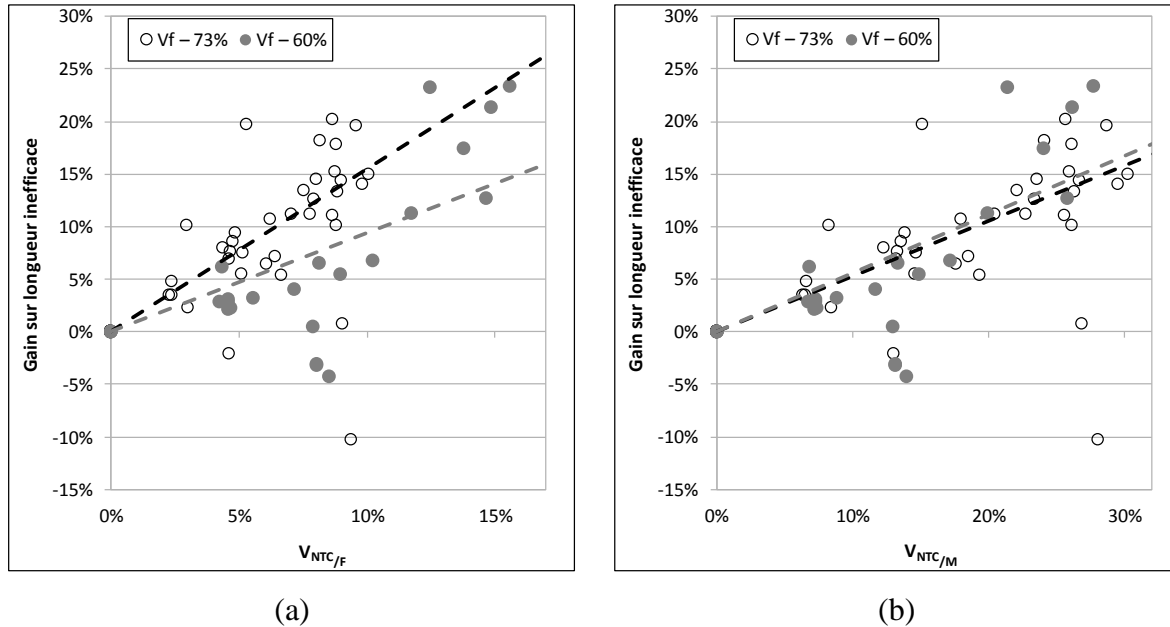 Vf – 73% Vf – 60%
Gain sur longueur inefficace
30%
25%
20%
15%
10%
5%
0%
-5%
-10%
-15%
0% 5% 10% 15%
V_NTC/F
(a)
Vf – 73% Vf – 60%
Gain sur longueur inefficace
30%
25%
20%
15%
10%
5%
0%
-5%
-10%
-15%
0% 10% 20% 30%
V_NTC/M
(b)